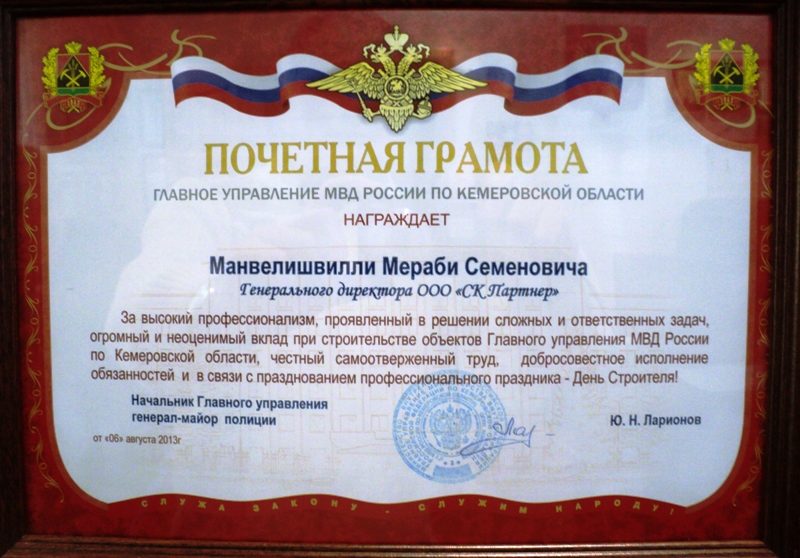 ПОЧЕТНАЯ ГРАМОТА
ГЛАВНОЕ УПРАВЛЕНИЕ МВД РОССИИ ПО КЕМЕРОВСКОЙ ОБЛАСТИ
НАГРАЖДАЕТ
Манвелишвилли Мераби Семеновича
Генерального директора ООО «СК Партнер»
За высокий профессионализм, проявленный в решении сложных и ответственных задач,
огромный и неоценимый вклад при строительстве объектов Главного управления МВД России
по Кемеровской области, честный самоотверженный труд, добросовестное исполнение
обязанностей и в связи с празднованием профессионального праздника - День Строителя!
Начальник Главного управления
генерал-майор полиции
Ю. Н. Ларионов
от «06» августа 2013г
СЛУЖА ЗАКОНУ - СЛУЖИМ НАРОДУ!